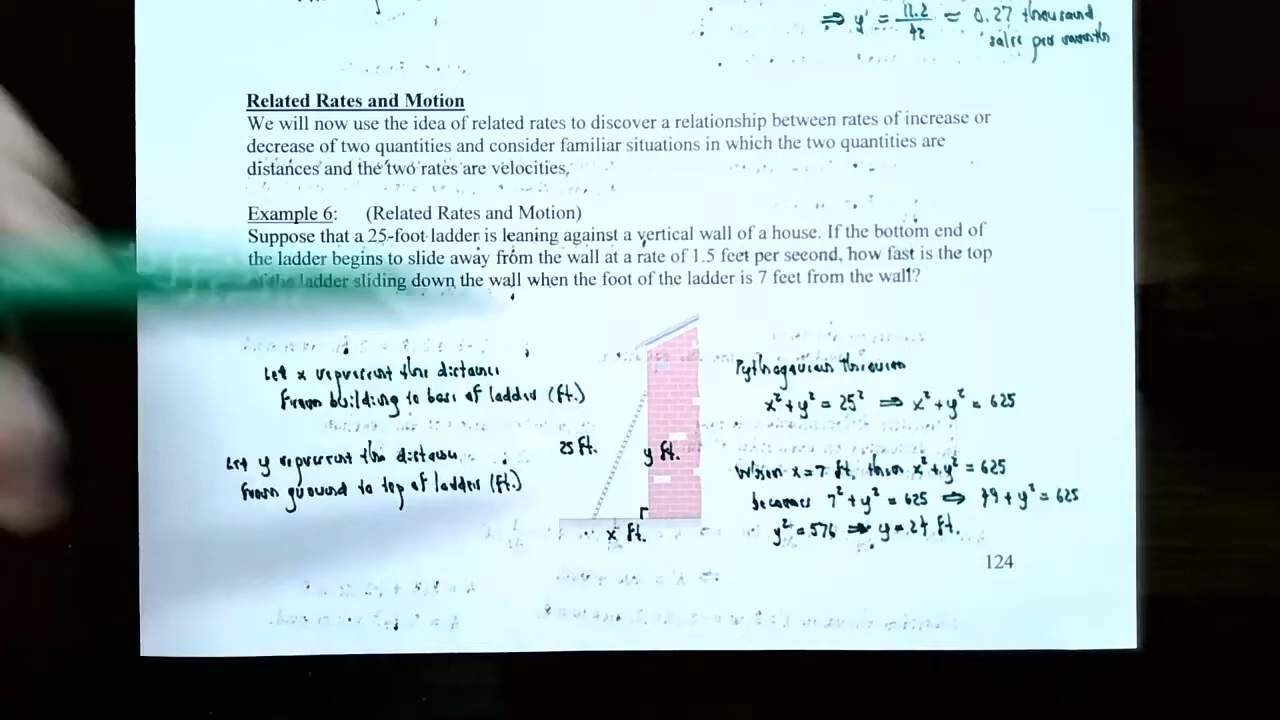 ⇒ y' = 11.2/42 ≈ 0.27 thousand
sales per month
Related Rates and Motion
We will now use the idea of related rates to discover a relationship between rates of increase or
decrease of two quantities and consider familiar situations in which the two quantities are
distances and the two rates are velocities,
Example 6: (Related Rates and Motion)
Suppose that a 25-foot ladder is leaning against a vertical wall of a house. If the bottom end of
the ladder begins to slide away from the wall at a rate of 1.5 feet per second, how fast is the top
of the ladder sliding down the wall when the foot of the ladder is 7 feet from the wall?
Let x represent the distance
from building to base of ladder (ft.)
Let y represent the distance
from ground to top of ladder (ft.)
25 ft.
y ft.
x ft.
Pythagorean Theorem
x² + y² = 25² ⇒ x² + y² = 625
When x = 7 ft, then x² + y² = 625
becomes 7² + y² = 625 ⇒ 49 + y² = 625
y² = 576 ⇒ y = 24 ft.
124